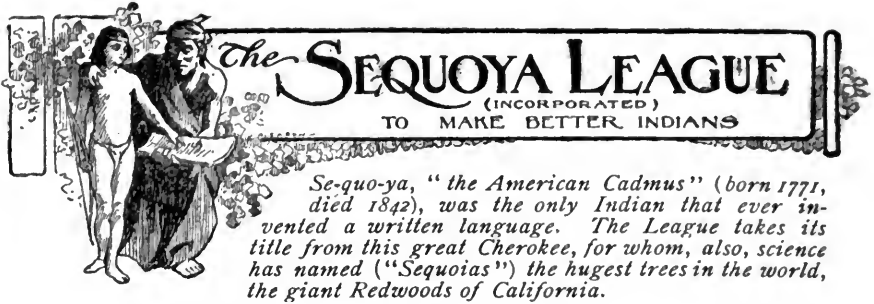 The SEQUOYA LEAGUE
(INCORPORATED)
TO MAKE BETTER INDIANS
Se-quo-ya, “ the American Cadmus” (born 1771,
died 1842), was the only Indian that ever in-
vented a written language. The League takes its
title from this great Cherokee, for whom, also, science
has named (“Sequoias”) the hugest trees in the world,
the giant Redwoods of California.